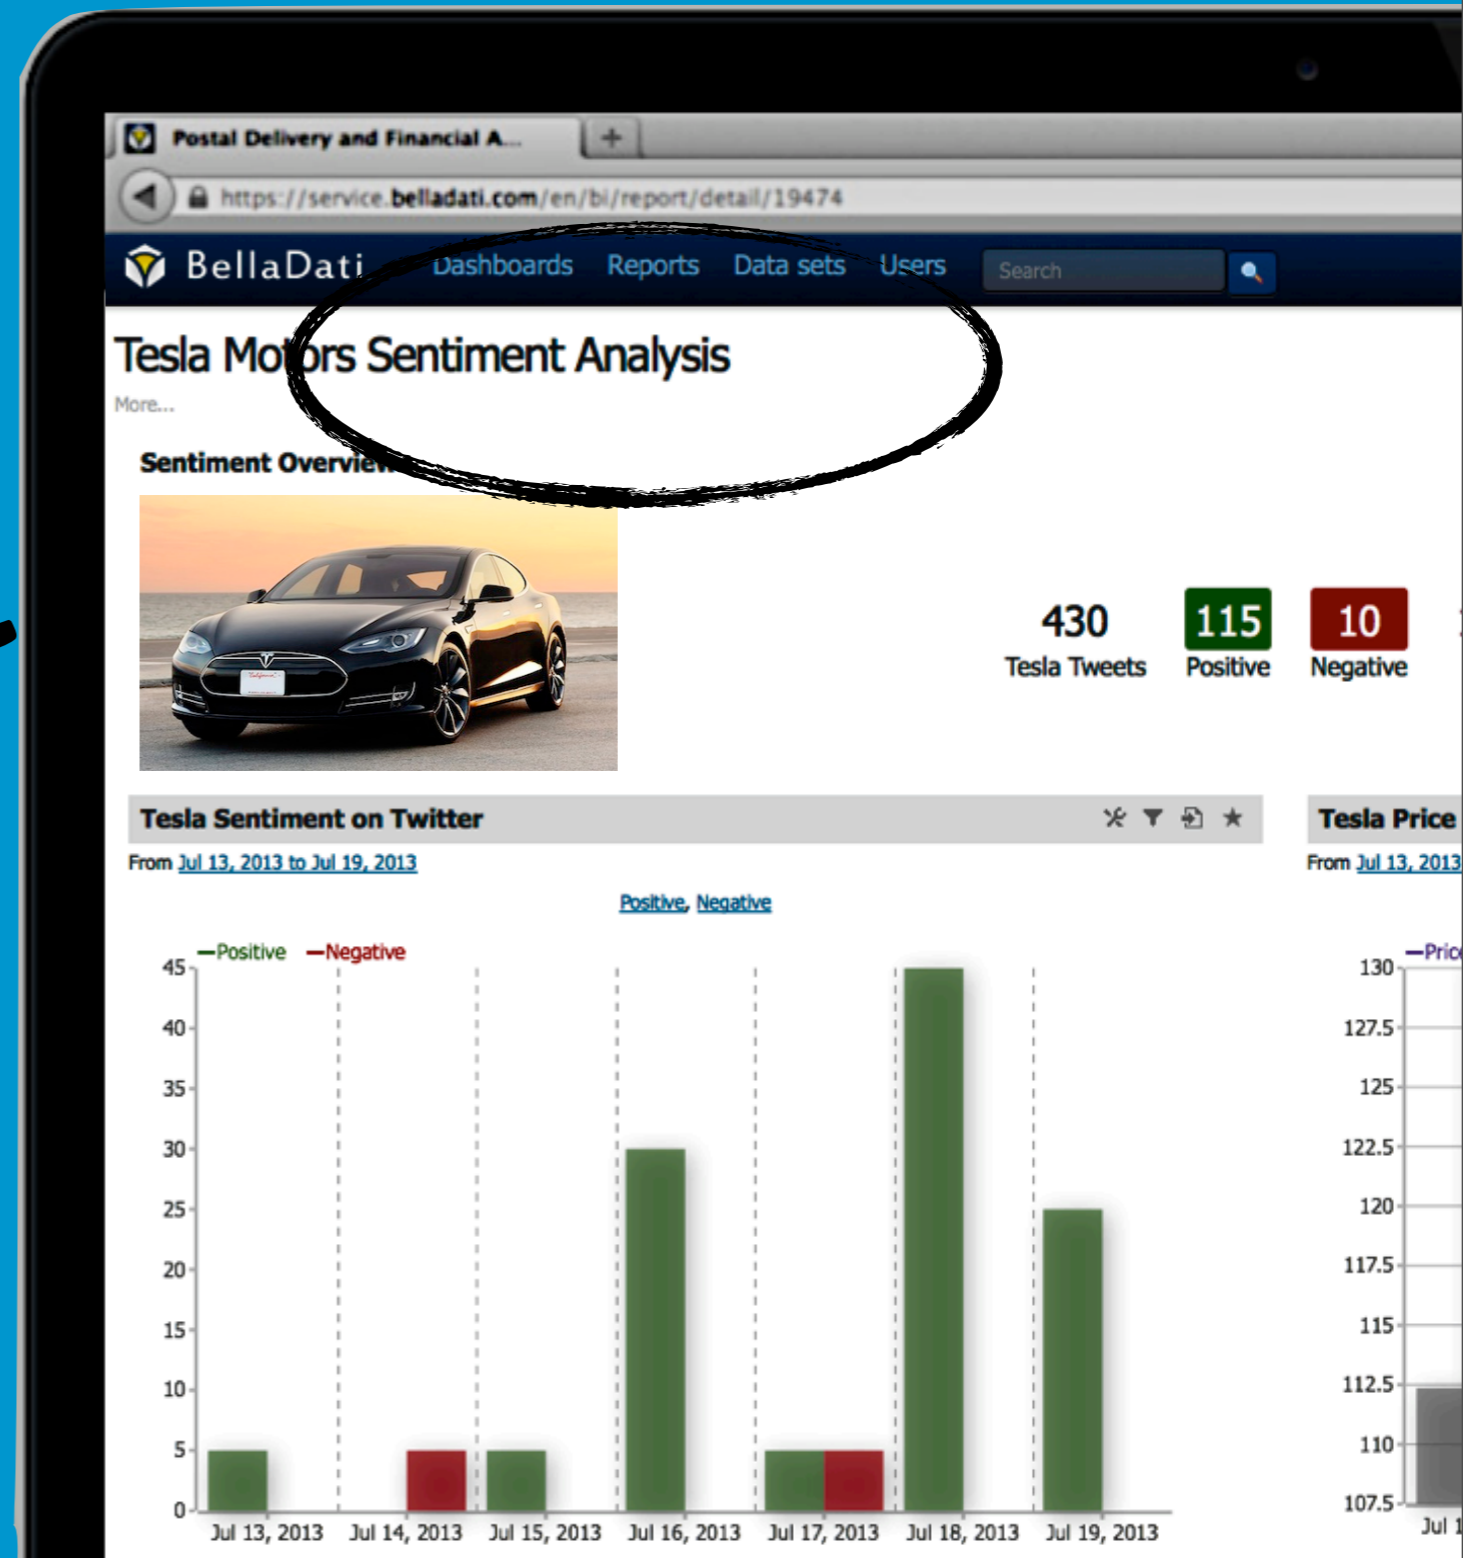 Postal Delivery and Financial A...
https://service.belladati.com/en/bi/report/detail/19474
BellaDati Dashboards Reports Data sets Users Search
Tesla Motors Sentiment Analysis
More...
Sentiment Overview
430 115 10
Tesla Tweets Positive Negative
Tesla Sentiment on Twitter
Tesla Price
From Jul 13, 2013 to Jul 19, 2013
From Jul 13, 2013
Positive, Negative
Positive Negative
45
40
35
30
25
20
15
10
5
0
Jul 13, 2013 Jul 14, 2013 Jul 15, 2013 Jul 16, 2013 Jul 17, 2013 Jul 18, 2013 Jul 19, 2013
130
127.5
125
122.5
120
117.5
115
112.5
110
107.5
Jul